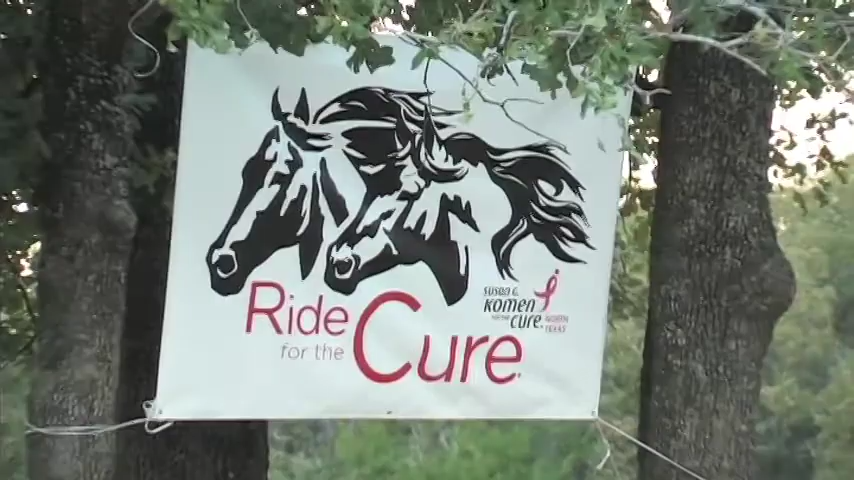 Ride
for the
Cure®
SUSAN G.
Komen
FOR THE
Cure®
NORTH
TEXAS